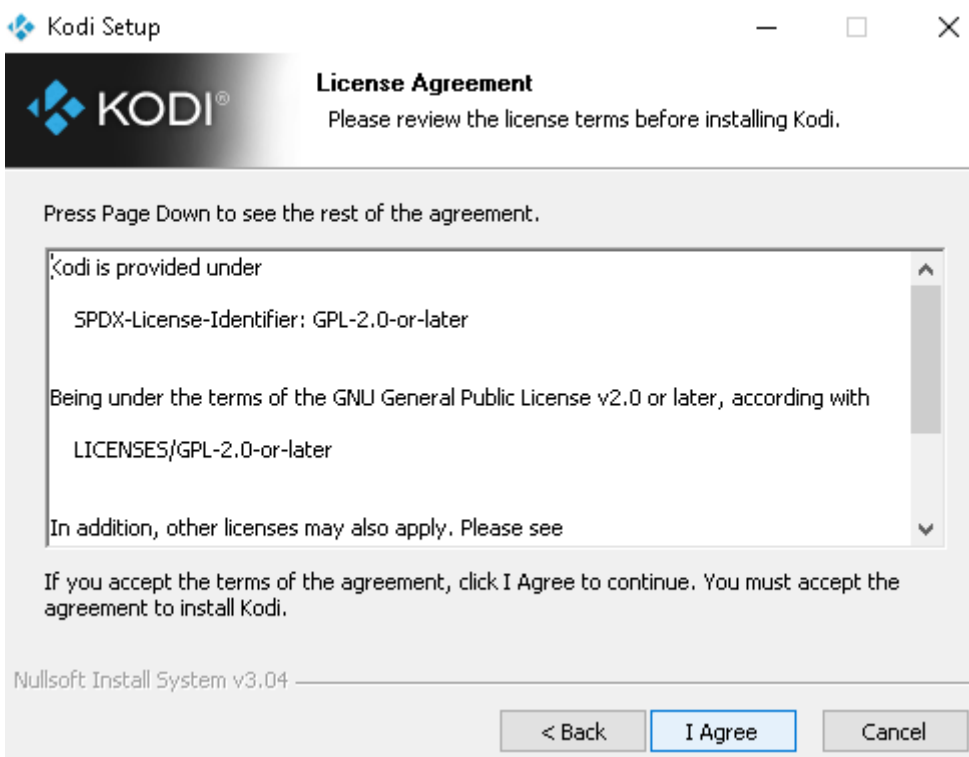 Kodi Setup
KODI®
License Agreement
Please review the license terms before installing Kodi.
Press Page Down to see the rest of the agreement.
Kodi is provided under
SPDX-License-Identifier: GPL-2.0-or-later
Being under the terms of the GNU General Public License v2.0 or later, according with
LICENSES/GPL-2.0-or-later
In addition, other licenses may also apply. Please see
If you accept the terms of the agreement, click I Agree to continue. You must accept the
agreement to install Kodi.
Nullsoft Install System v3.04
< Back
I Agree
Cancel